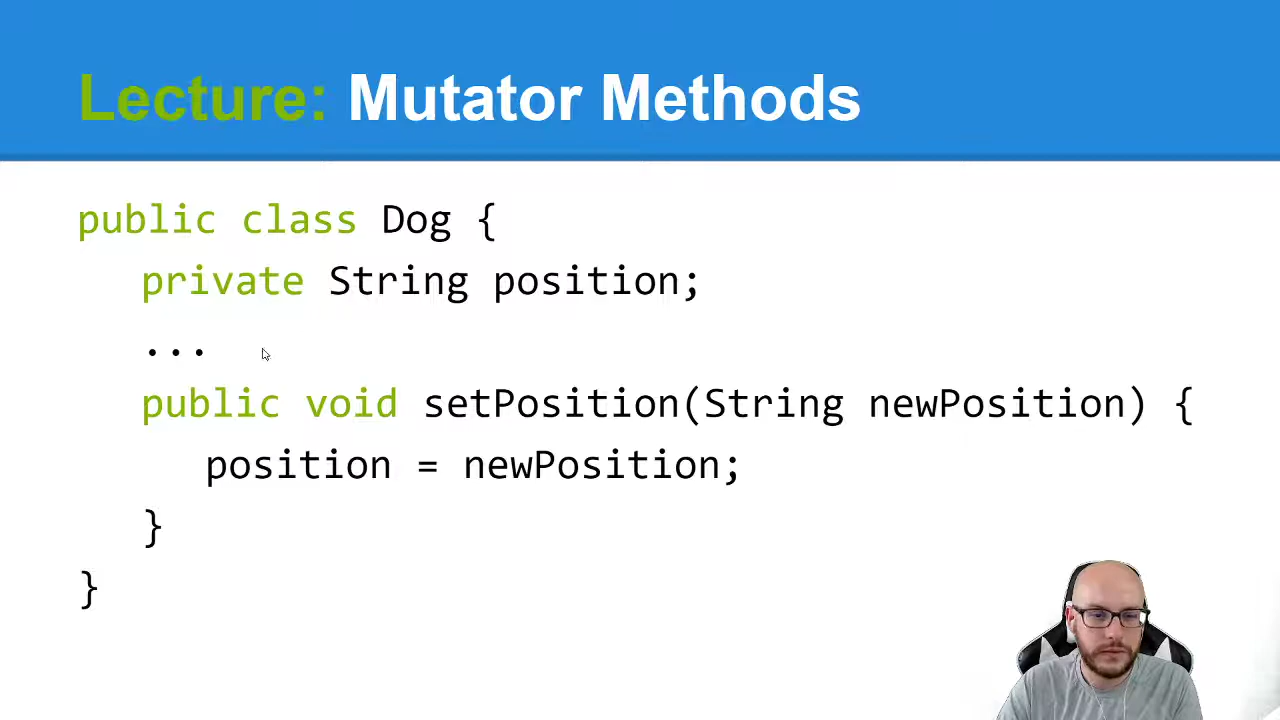 Lecture: Mutator Methods
public class Dog {
private String position;
...
public void setPosition(String newPosition) {
position = newPosition;
}
}